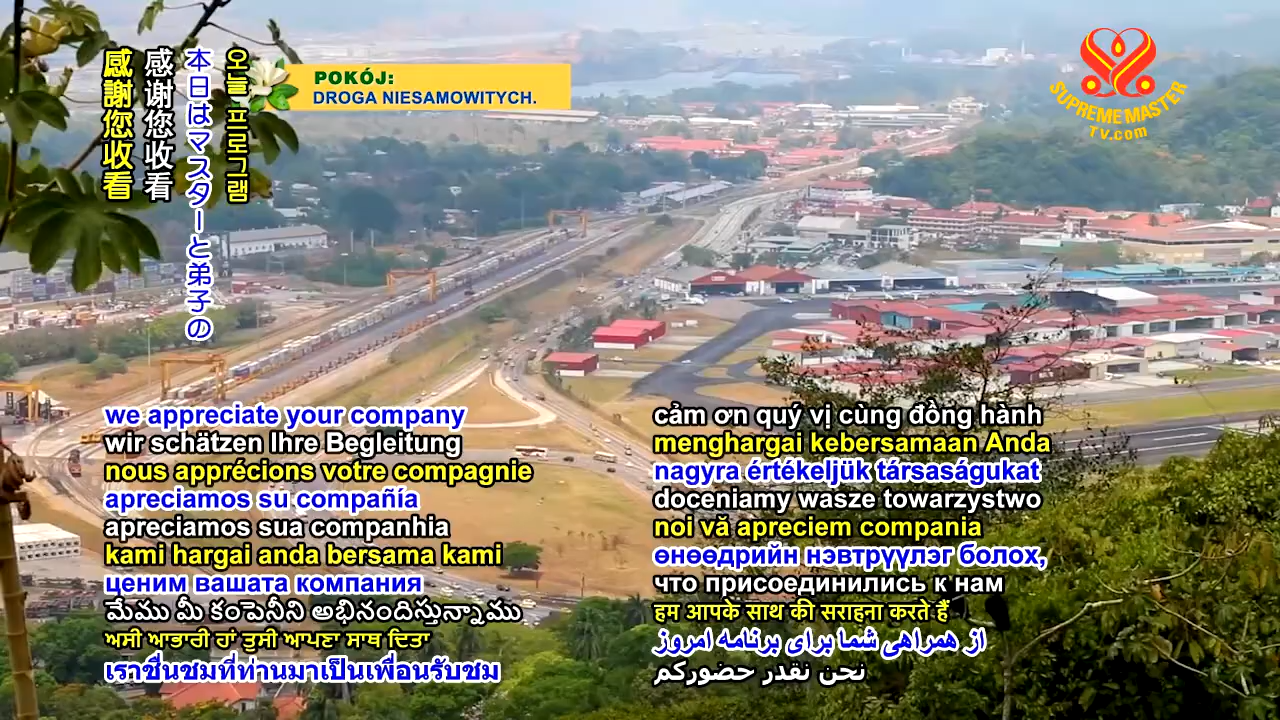 感謝您收看
感谢您收看
本日はマスターと弟子の
오늘 프로그램
POKÓJ:
DROGA NIESAMOWITYCH.
SUPREME MASTER
TV.com
we appreciate your company
wir schätzen Ihre Begleitung
nous apprécions votre compagnie
apreciamos su compañía
apreciamos sua companhia
kami hargai anda bersama kami
ценим вашата компания
మేము మీ కంపెనీని అభినందిస్తున్నాము
ਅਸੀ ਆਭਾਰੀ ਹਾਂ ਤੁਸੀ ਆਪਣਾ ਸਾਥ ਦਿਤਾ
เราชื่นชมที่ท่านมาเป็นเพื่อนรับชม
cảm ơn quý vị cùng đồng hành
menghargai kebersamaan Anda
nagyra értékeljük társaságukat
doceniamy wasze towarzystwo
noi vă apreciem compania
өнөөдрийн нэвтрүүлэг болох,
что присоединились к нам
हम आपके साथ की सराहना करते हैं
از همراهی شما برای برنامه امروز
نحن نقدر حضوركم